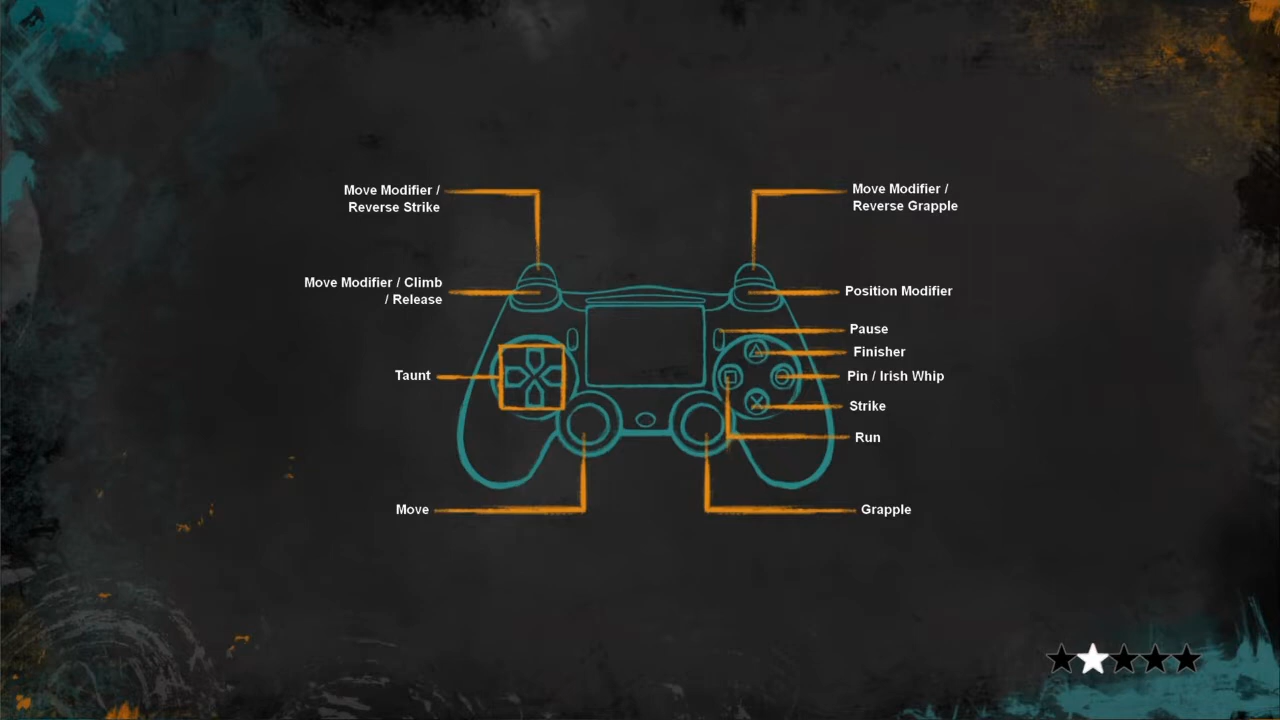 Move Modifier /
Reverse Strike
Move Modifier /
Reverse Grapple
Move Modifier / Climb
/ Release
Position Modifier
Pause
Finisher
Taunt
Pin / Irish Whip
Strike
Run
Move
Grapple